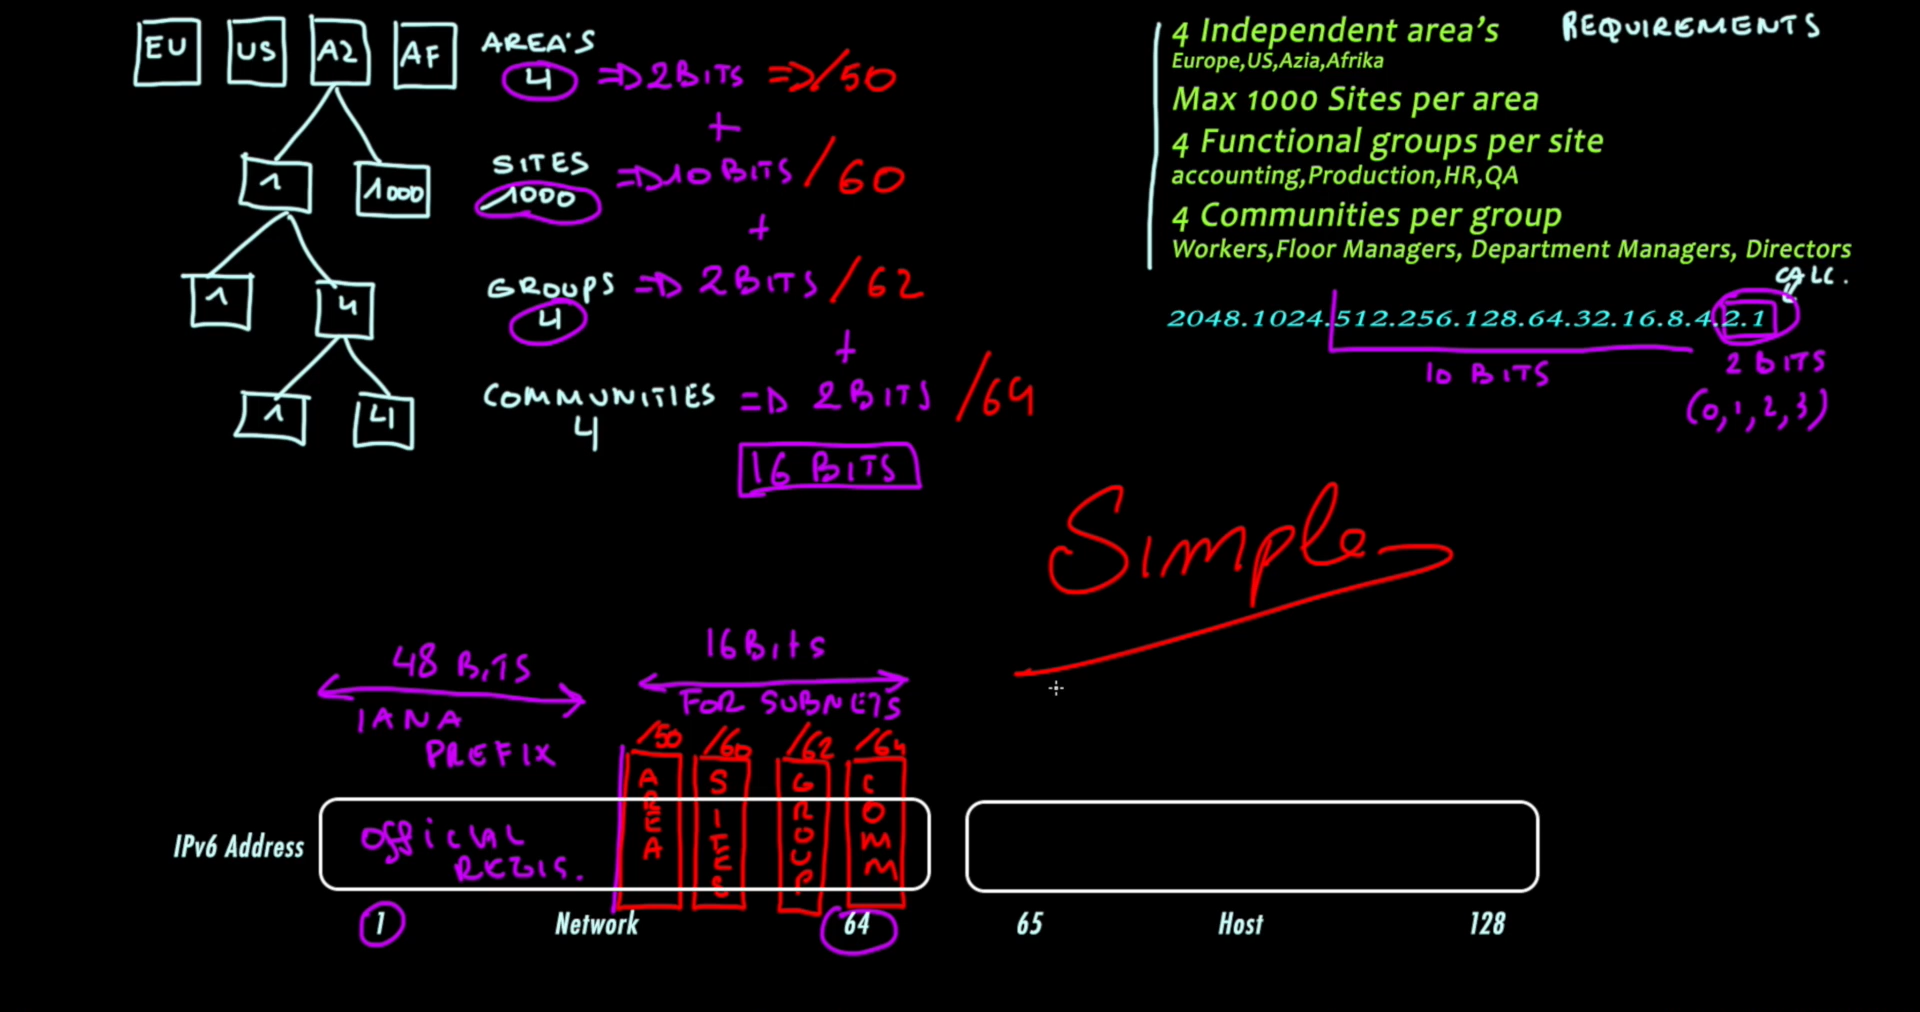 EU US AZ AF
AREA'S
4 => 2 BITS => /50
+
1 1000
SITES
1000 => 10 BITS /60
+
1 4
GROUPS => 2 BITS /62
4
+
1 4
COMMUNITIES => 2 BITS /64
4
16 BITS
REQUIREMENTS
4 Independent area's
Europe,US,Azia,Afrika
Max 1000 Sites per area
4 Functional groups per site
accounting,Production,HR,QA
4 Communities per group
Workers,Floor Managers, Department Managers, Directors
CALC.
2048.1024.512.256.128.64.32.16.8.4.2.1
10 BITS
2 BITS
(0,1,2,3)
Simple
48 BITS
IANA
PREFIX
16 Bits
FOR SUBNETS
/50 /60 /62 /64
AREA
SITES
GROUP
COMM
IPv6 Address
Official
REGIS.
1 Network 64 65 Host 128